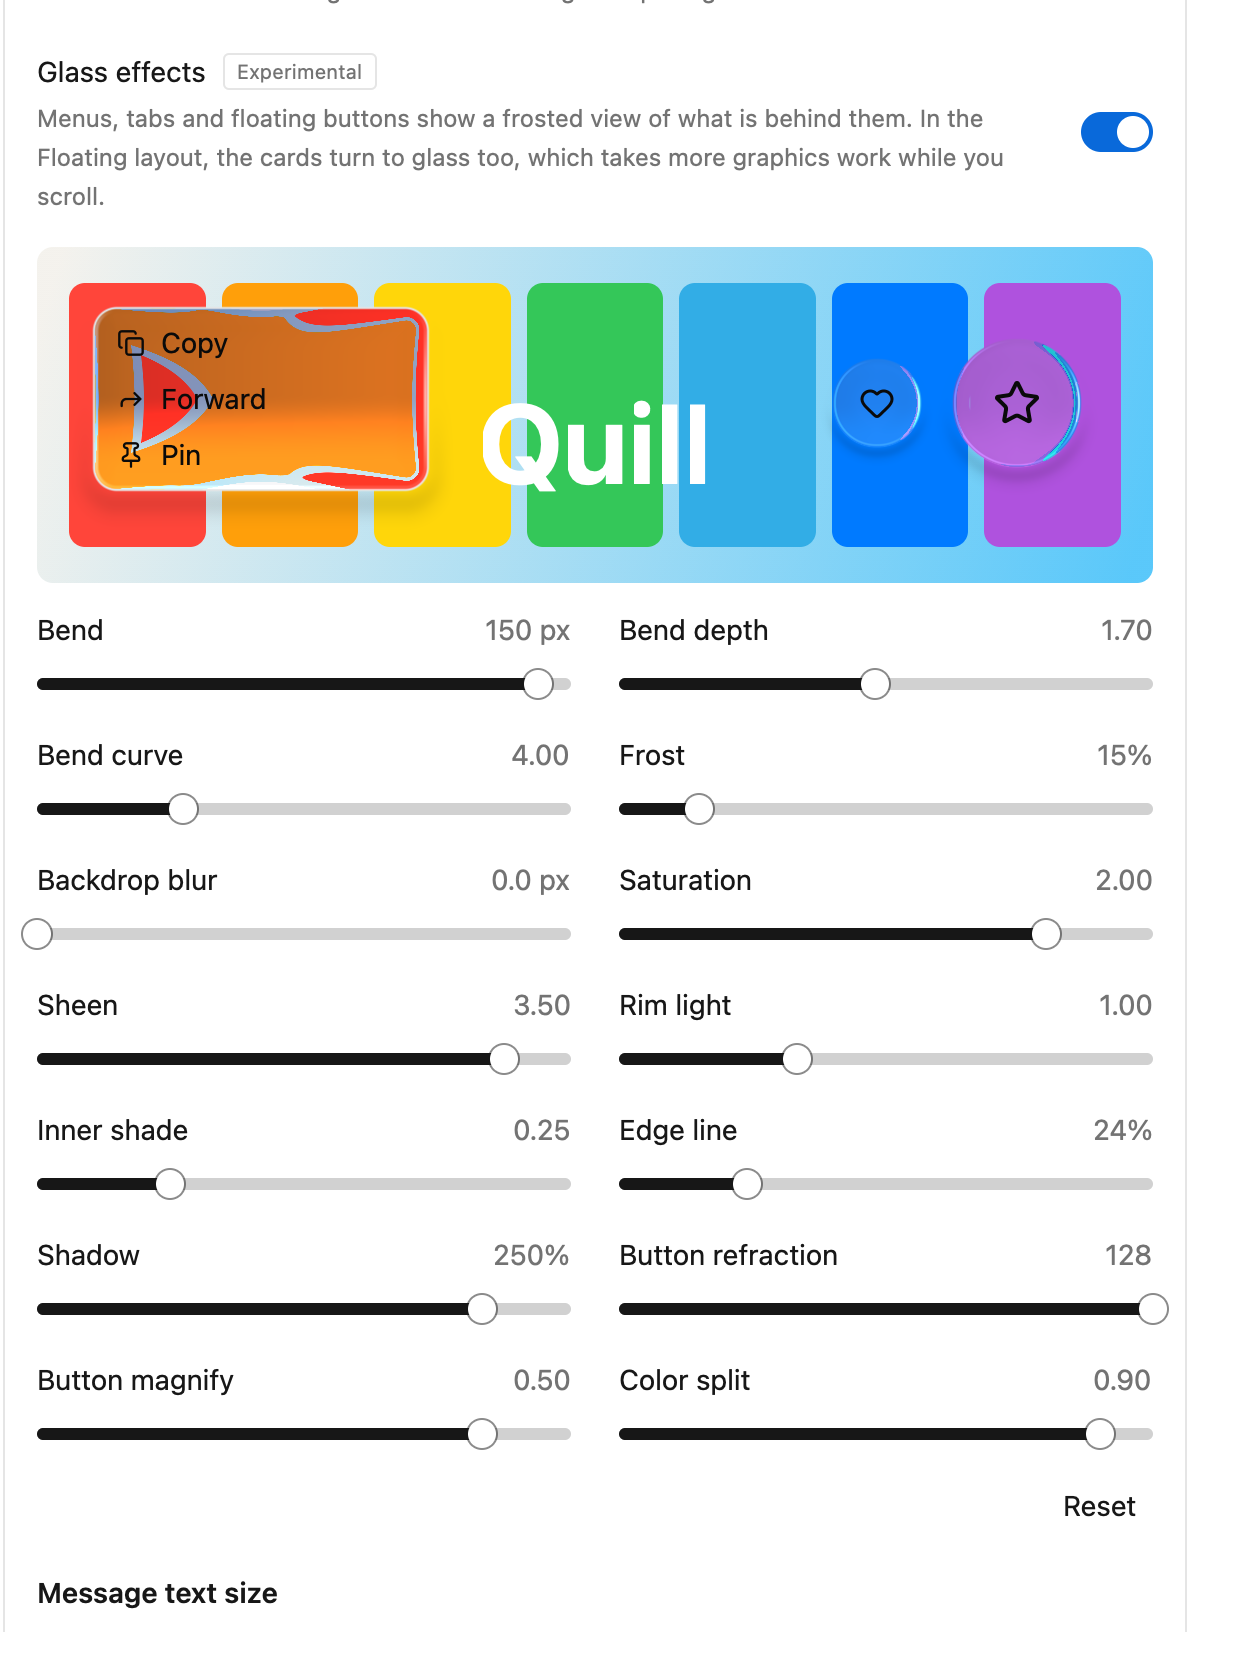 Glass effects Experimental
Menus, tabs and floating buttons show a frosted view of what is behind them. In the
Floating layout, the cards turn to glass too, which takes more graphics work while you
scroll.
Copy
Forward
Pin
Quill
Bend 150 px
Bend depth 1.70
Bend curve 4.00
Frost 15%
Backdrop blur 0.0 px
Saturation 2.00
Sheen 3.50
Rim light 1.00
Inner shade 0.25
Edge line 24%
Shadow 250%
Button refraction 128
Button magnify 0.50
Color split 0.90
Reset
Message text size